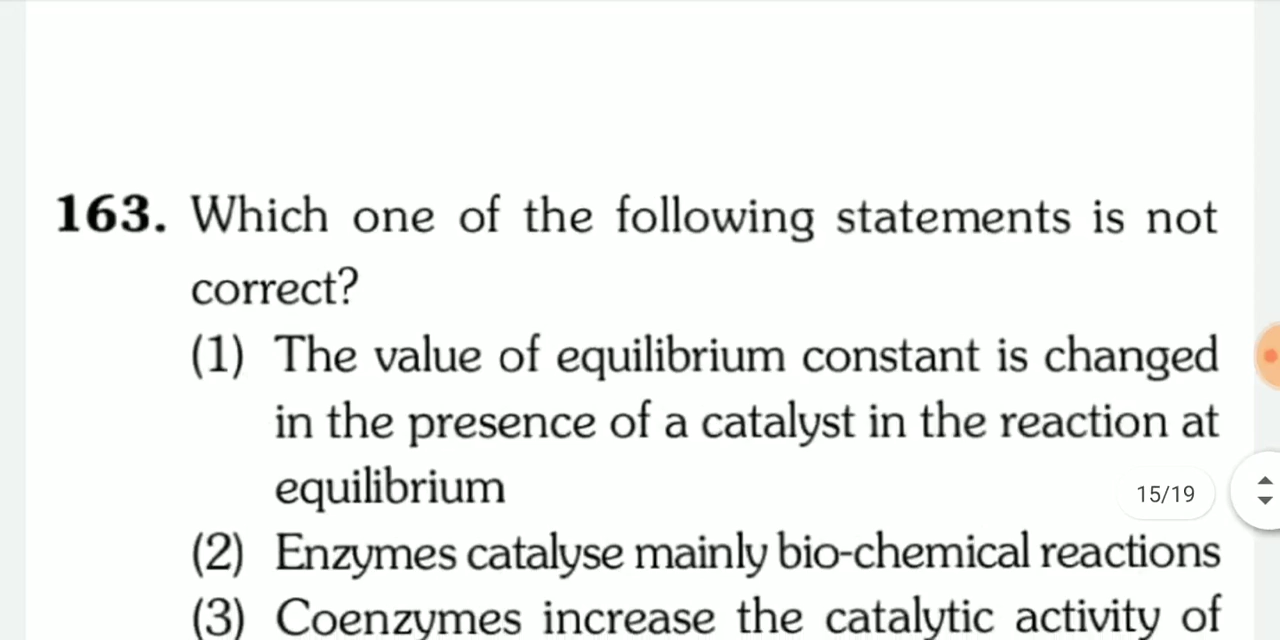 163. Which one of the following statements is not
correct?
(1) The value of equilibrium constant is changed
in the presence of a catalyst in the reaction at
equilibrium
15/19
(2) Enzymes catalyse mainly bio-chemical reactions
(3) Coenzymes increase the catalytic activity of